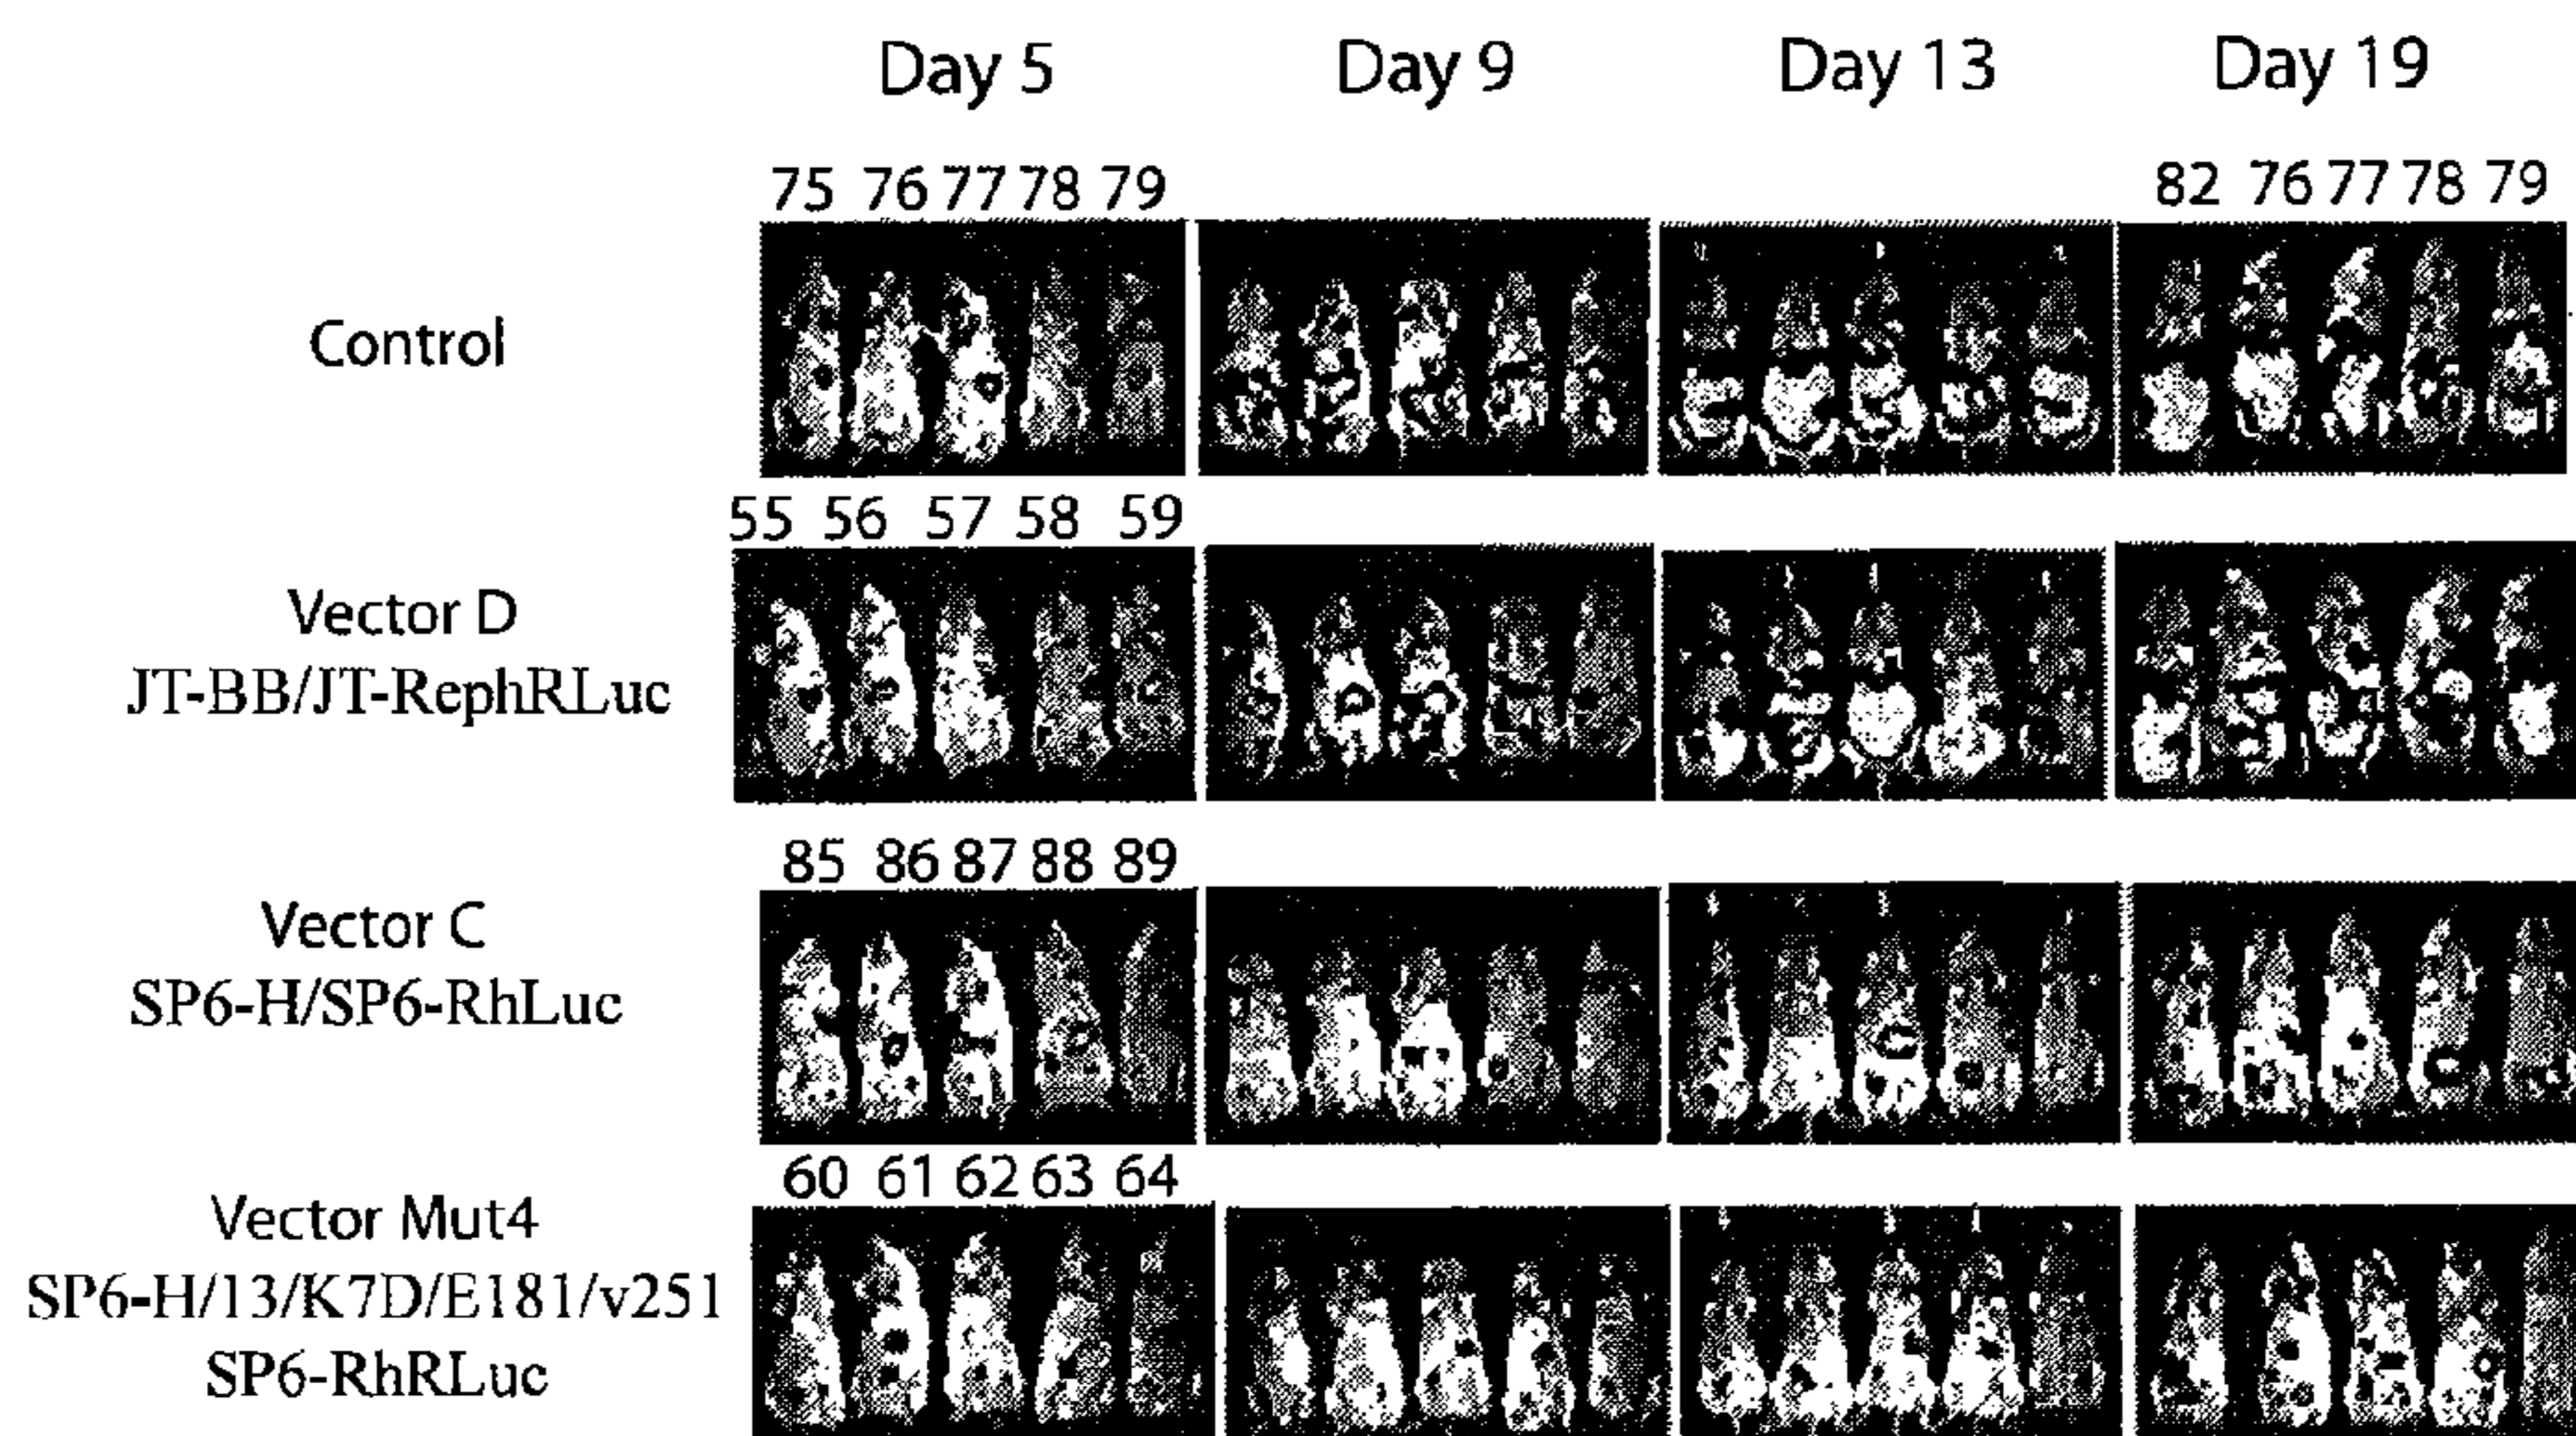 Day 5 Day 9 Day 13 Day 19
75 76 77 78 79 82 76 77 78 79
Control
55 56 57 58 59
Vector D
JT-BB/JT-RephRLuc
85 86 87 88 89
Vector C
SP6-H/SP6-RhLuc
60 61 62 63 64
Vector Mut4
SP6-H/13/K7D/E181/v251
SP6-RhRLuc